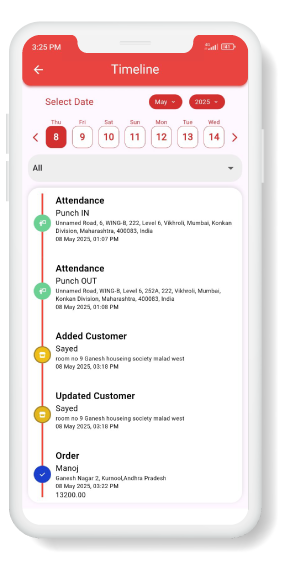 3:25 PM
Timeline
Select Date
May
2025
Thu Fri Sat Sun Mon Tue Wed
8 9 10 11 12 13 14
All
Attendance
Punch IN
Unnamed Road, 6, WING-B, 222, Level 6, Vikhroli, Mumbai, Konkan
Division, Maharashtra, 400083, India
08 May 2025, 01:07 PM
Attendance
Punch OUT
Unnamed Road, WING-B, Level 6, 252A, 222, Vikhroli, Mumbai,
Konkan Division, Maharashtra, 400083, India
08 May 2025, 01:08 PM
Added Customer
Sayed
room no 9 Ganesh houseing society malad west
08 May 2025, 03:18 PM
Updated Customer
Sayed
room no 9 Ganesh houseing society malad west
08 May 2025, 03:18 PM
Order
Manoj
Ganesh Nagar 2, Kurnool,Andhra Pradesh
08 May 2025, 03:22 PM
13200.00